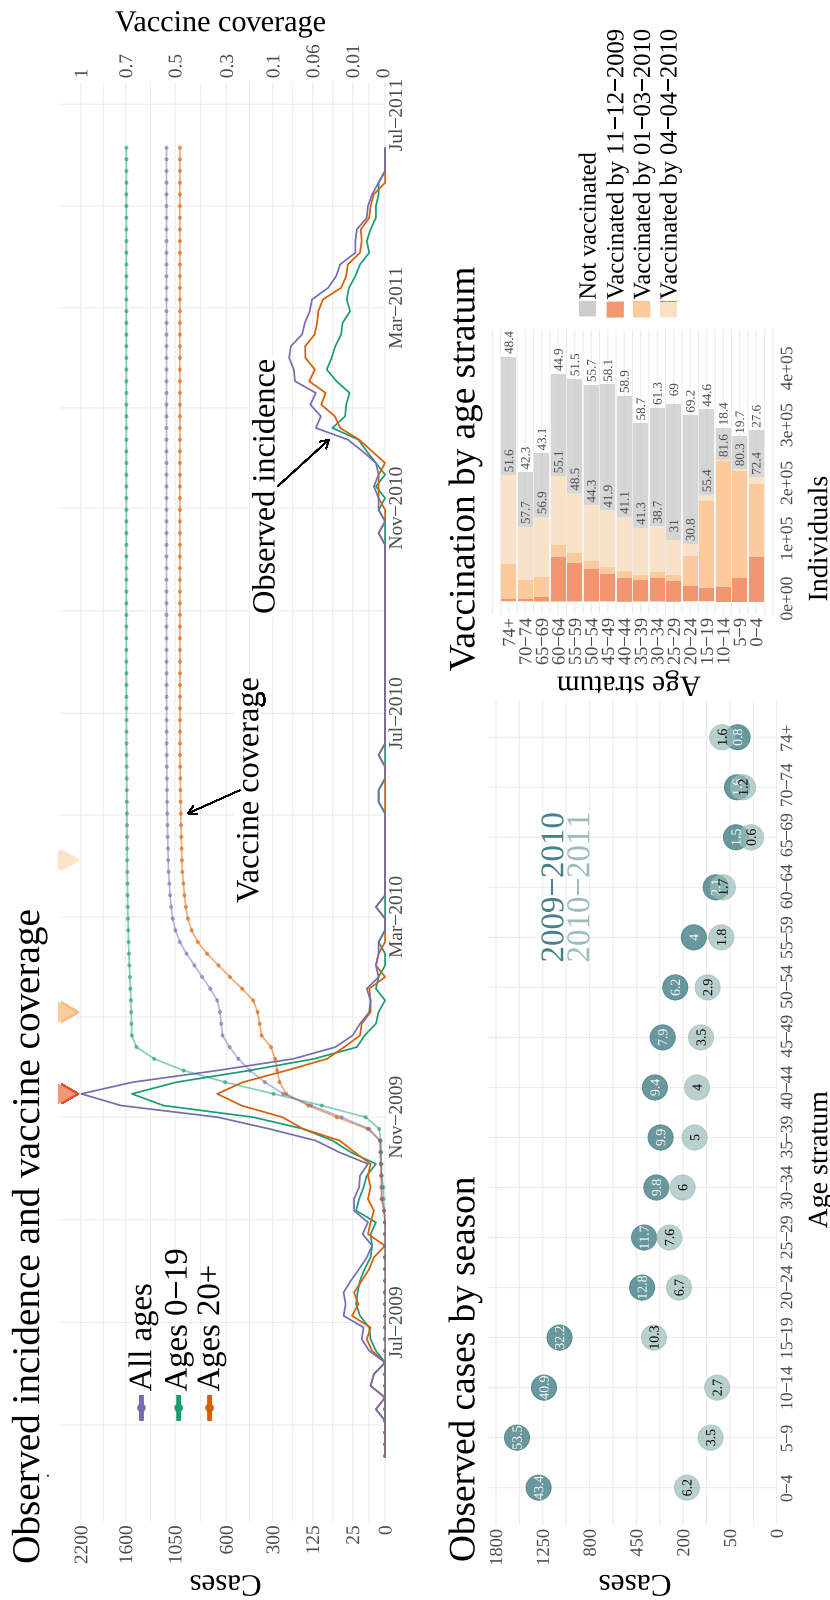 Observed incidence and vaccine coverage
Vaccine coverage
Cases
2200
1600
1050
600
300
125
25
0
1
0.7
0.5
0.3
0.1
0.06
0.01
0
All ages
Ages 0−19
Ages 20+
Vaccine coverage
Observed incidence
Jul−2009
Nov−2009
Mar−2010
Jul−2010
Nov−2010
Mar−2011
Jul−2011
Observed cases by season
Cases
1800
1250
800
450
200
50
0
2009−2010
2010−2011
43.4
53.5
40.9
32.2
12.8
11.7
9.8
9.9
9.4
7.9
6.2
4
1.5
0.8
6.2
3.5
2.7
10.3
6.7
7.6
6
5
4
3.5
2.9
1.8
1.7
0.6
1.2
1.6
0−4
5−9
10−14
15−19
20−24
25−29
30−34
35−39
40−44
45−49
50−54
55−59
60−64
65−69
70−74
74+
Age stratum
Vaccination by age stratum
Age stratum
74+ 51.6 48.4
70−74 57.7 42.3
65−69 56.9 43.1
60−64 55.1 44.9
55−59 48.5 51.5
50−54 44.3 55.7
45−49 41.9 58.1
40−44 41.1 58.9
35−39 41.3 58.7
30−34 38.7 61.3
25−29 31 69
20−24 30.8 69.2
15−19 55.4 44.6
10−14 81.6 18.4
5−9 80.3 19.7
0−4 72.4 27.6
0e+00
1e+05
2e+05
3e+05
4e+05
Individuals
Not vaccinated
Vaccinated by 11−12−2009
Vaccinated by 01−03−2010
Vaccinated by 04−04−2010